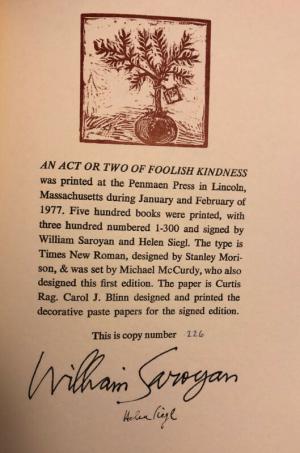 AN ACT OR TWO OF FOOLISH KINDNESS
was printed at the Penmaen Press in Lincoln,
Massachusetts during January and February of
1977. Five hundred books were printed, with
three hundred numbered 1-300 and signed by
William Saroyan and Helen Siegl. The type is
Times New Roman, designed by Stanley Mori-
son, & was set by Michael McCurdy, who also
designed this first edition. The paper is Curtis
Rag. Carol J. Blinn designed and printed the
decorative paste papers for the signed edition.
This is copy number 226
William Saroyan
Helen Siegl